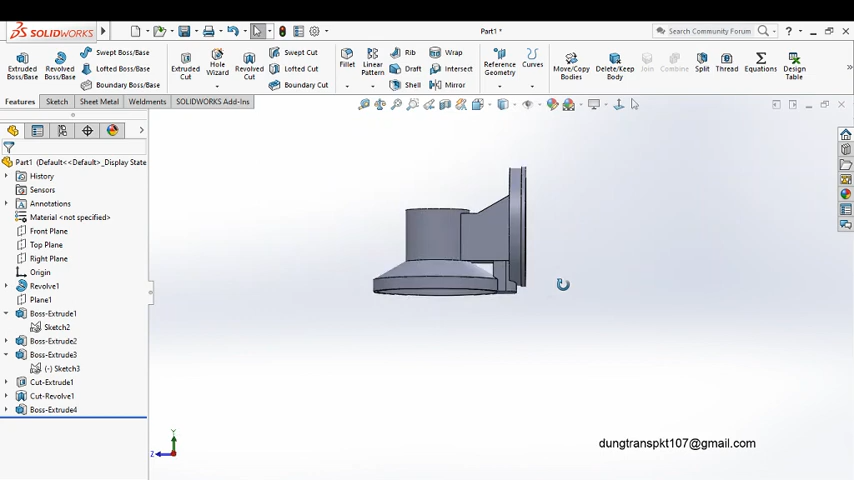 SOLIDWORKS
Part1 *
Search Community Forum
Extruded Boss/Base
Revolved Boss/Base
Swept Boss/Base
Lofted Boss/Base
Boundary Boss/Base
Extruded Cut
Hole Wizard
Revolved Cut
Swept Cut
Lofted Cut
Boundary Cut
Fillet
Linear Pattern
Rib
Draft
Shell
Wrap
Intersect
Mirror
Reference Geometry
Curves
Move/Copy Bodies
Delete/Keep Body
Join
Combine
Split
Thread
Equations
Design Table
Features
Sketch
Sheet Metal
Weldments
SOLIDWORKS Add-Ins
Part1 (Default<<Default>_Display State
History
Sensors
Annotations
Material <not specified>
Front Plane
Top Plane
Right Plane
Origin
Revolve1
Plane1
Boss-Extrude1
Sketch2
Boss-Extrude2
Boss-Extrude3
(-) Sketch3
Cut-Extrude1
Cut-Revolve1
Boss-Extrude4
Y
Z
dungtranspkt107@gmail.com